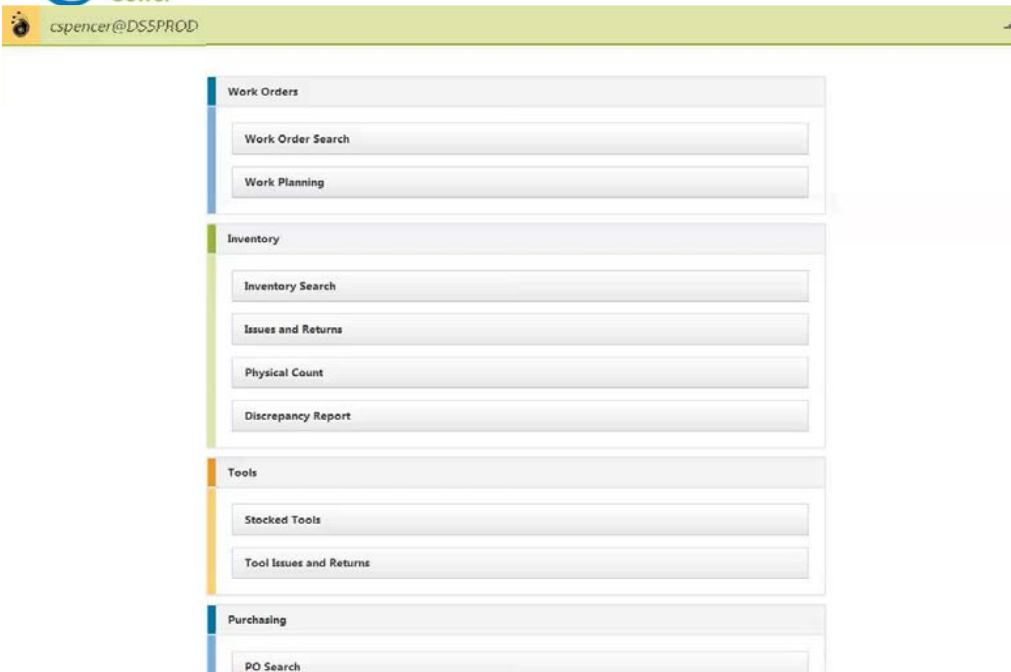 cspencer@DS5PROD
Work Orders
Work Order Search
Work Planning
Inventory
Inventory Search
Issues and Returns
Physical Count
Discrepancy Report
Tools
Stocked Tools
Tool Issues and Returns
Purchasing
PO Search